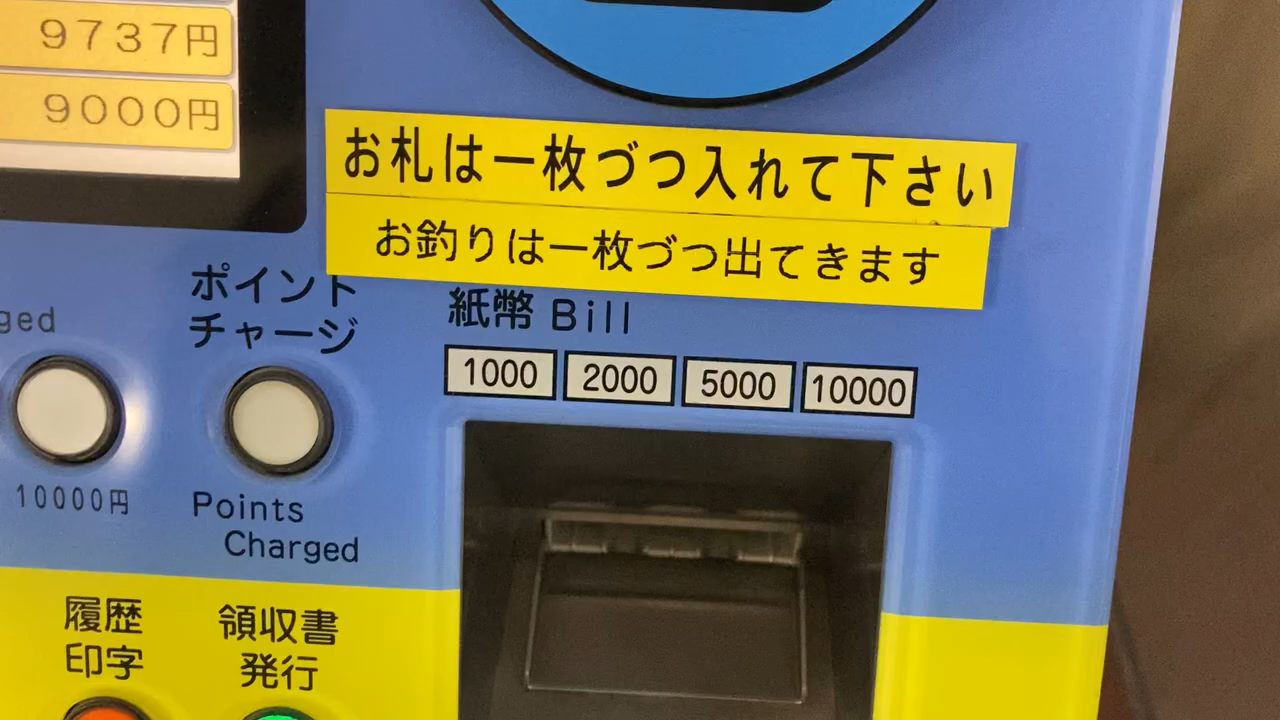 9737円
9000円
お札は一枚づつ入れて下さい
お釣りは一枚づつ出てきます
ポイント
チャージ
紙幣 Bill
1000 2000 5000 10000
10000円
Points
Charged
履歴
印字
領収書
発行